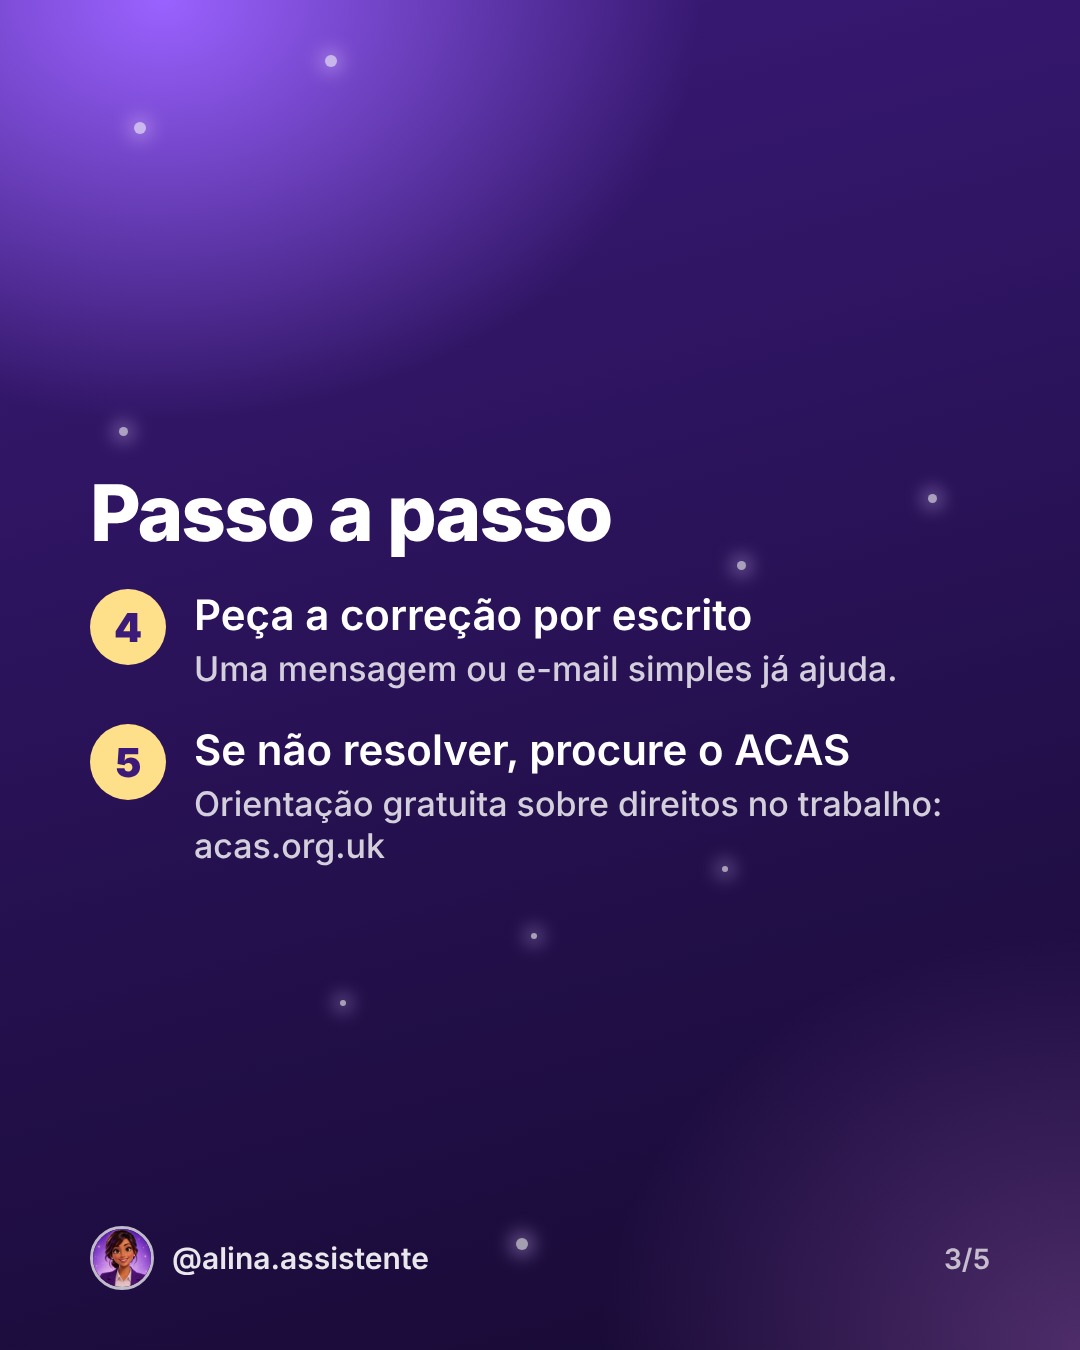 Passo a passo
4
Peça a correção por escrito
Uma mensagem ou e-mail simples já ajuda.
5
Se não resolver, procure o ACAS
Orientação gratuita sobre direitos no trabalho:
acas.org.uk
@alina.assistente
3/5